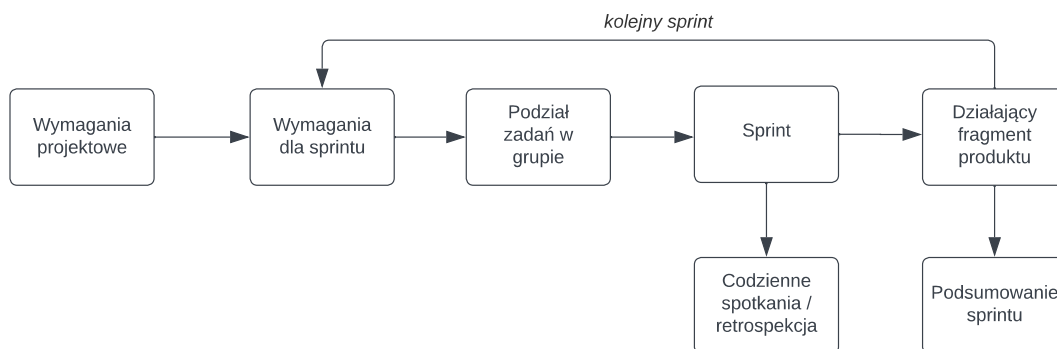 kolejny sprint
Wymagania
projektowe
Wymagania
dla sprintu
Podział
zadań w
grupie
Sprint
Działający
fragment
produktu
Codzienne
spotkania /
retrospekcja
Podsumowanie
sprintu